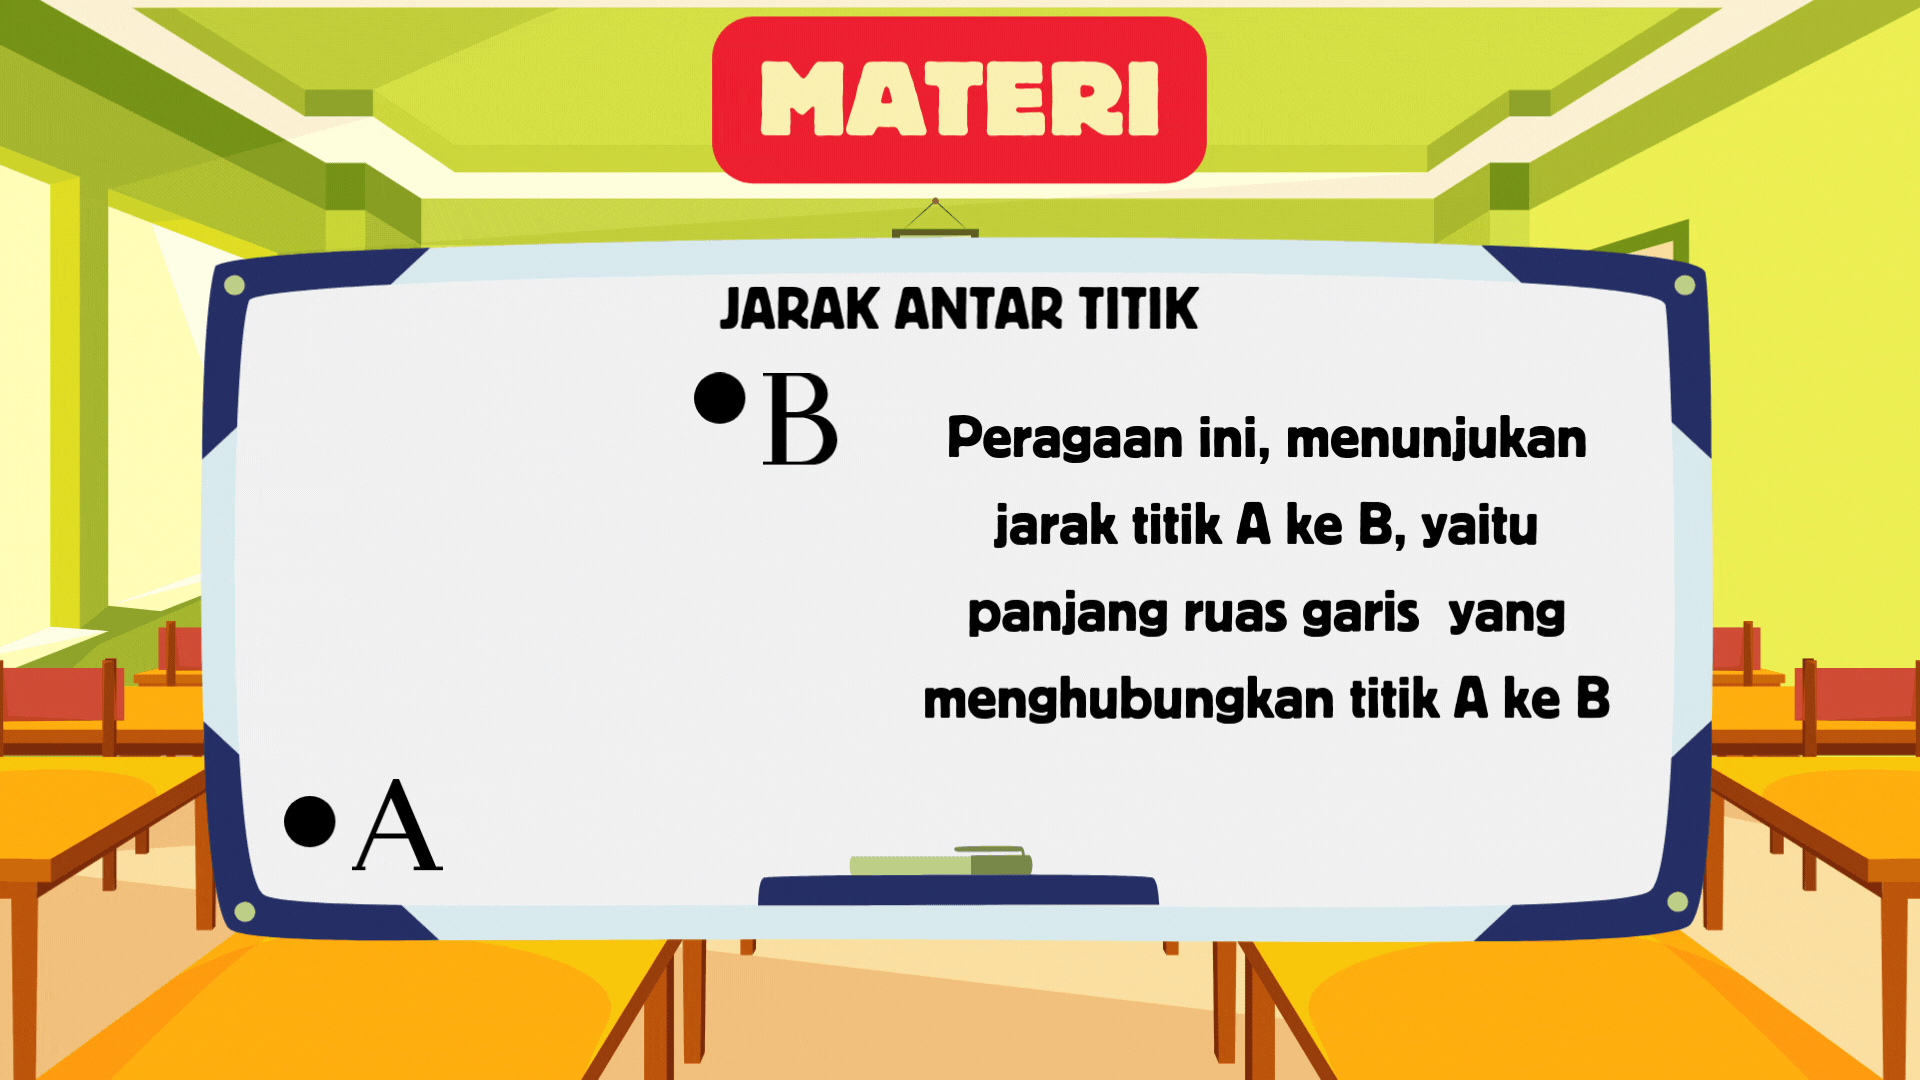 MATERI
JARAK ANTAR TITIK
B
Peragaan ini, menunjukan
jarak titik A ke B, yaitu
panjang ruas garis  yang
menghubungkan titik A ke B
A